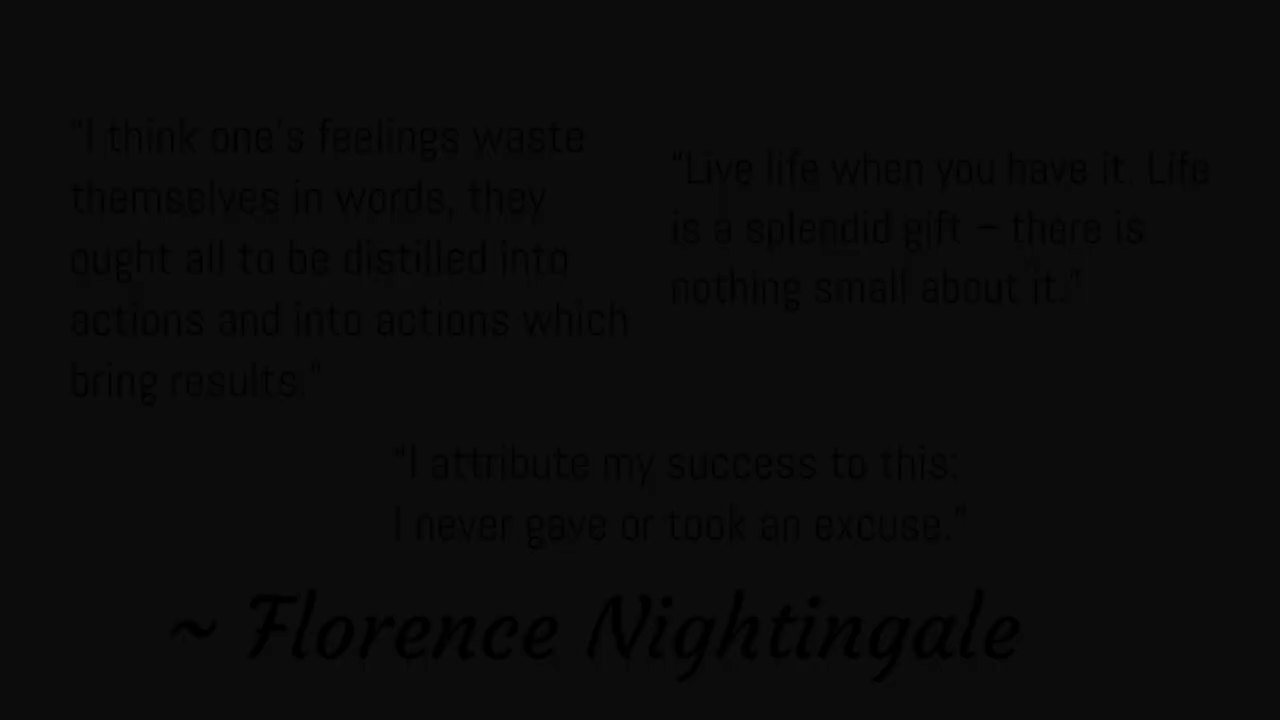 "I think one's feelings waste
themselves in words, they
ought all to be distilled into
actions and into actions which
bring results."
"Live life when you have it. Life
is a splendid gift – there is
nothing small about it."
"I attribute my success to this:
I never gave or took an excuse."
~ Florence Nightingale